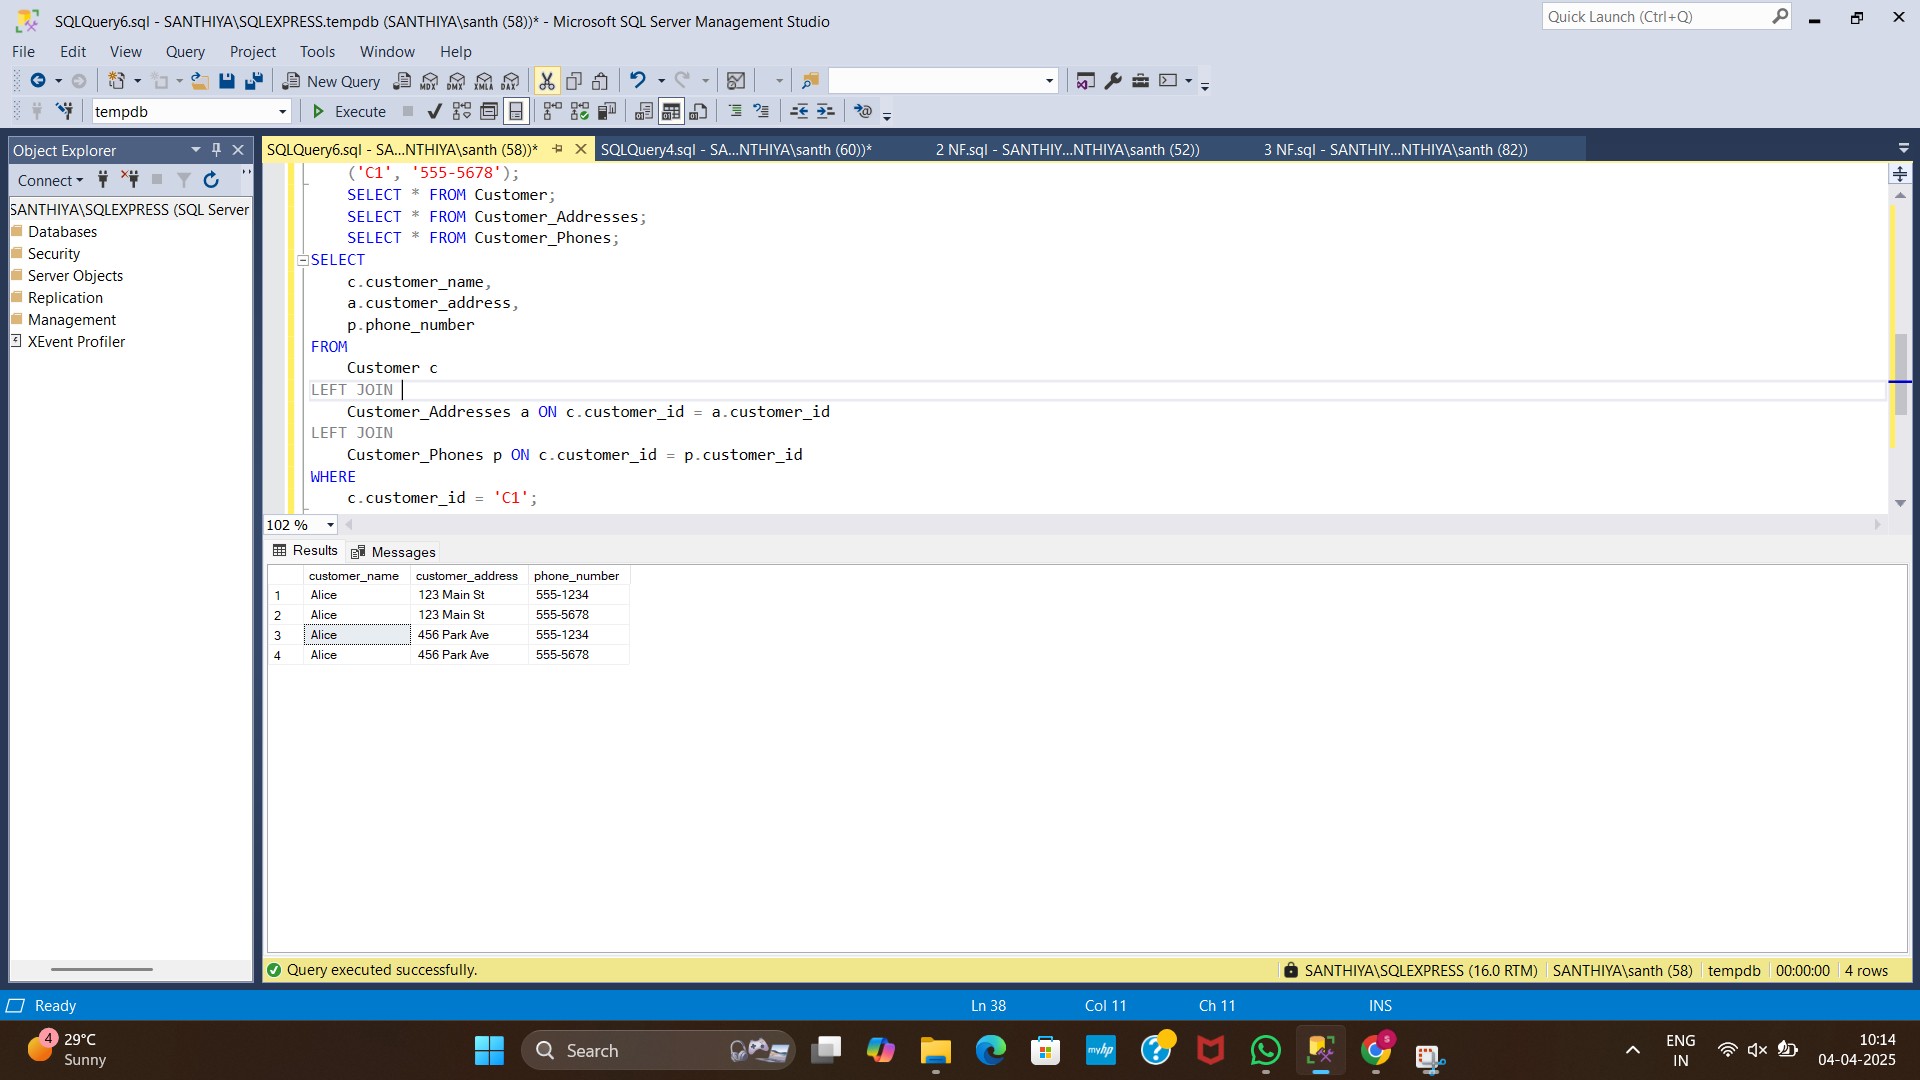 SQLQuery6.sql - SANTHIYA\SQLEXPRESS.tempdb (SANTHIYA\santh (58))* - Microsoft SQL Server Management Studio
Quick Launch (Ctrl+Q)
File Edit View Query Project Tools Window Help
New Query MDX DMX XMLA DAX
tempdb Execute
Object Explorer
SQLQuery6.sql - SA...NTHIYA\santh (58))* SQLQuery4.sql - SA...NTHIYA\santh (60))* 2 NF.sql - SANTHIY...NTHIYA\santh (52)) 3 NF.sql - SANTHIY...NTHIYA\santh (82))
Connect
SANTHIYA\SQLEXPRESS (SQL Server
Databases
Security
Server Objects
Replication
Management
XEvent Profiler
('C1', '555-5678');
SELECT * FROM Customer;
SELECT * FROM Customer_Addresses;
SELECT * FROM Customer_Phones;
SELECT
c.customer_name,
a.customer_address,
p.phone_number
FROM
Customer c
LEFT JOIN
Customer_Addresses a ON c.customer_id = a.customer_id
LEFT JOIN
Customer_Phones p ON c.customer_id = p.customer_id
WHERE
c.customer_id = 'C1';
102 %
Results Messages
customer_name customer_address phone_number
1 Alice 123 Main St 555-1234
2 Alice 123 Main St 555-5678
3 Alice 456 Park Ave 555-1234
4 Alice 456 Park Ave 555-5678
Query executed successfully. SANTHIYA\SQLEXPRESS (16.0 RTM) SANTHIYA\santh (58) tempdb 00:00:00 4 rows
Ready Ln 38 Col 11 Ch 11 INS
4 29°C
Sunny
Search
myhp
S
ENG
IN
10:14
04-04-2025